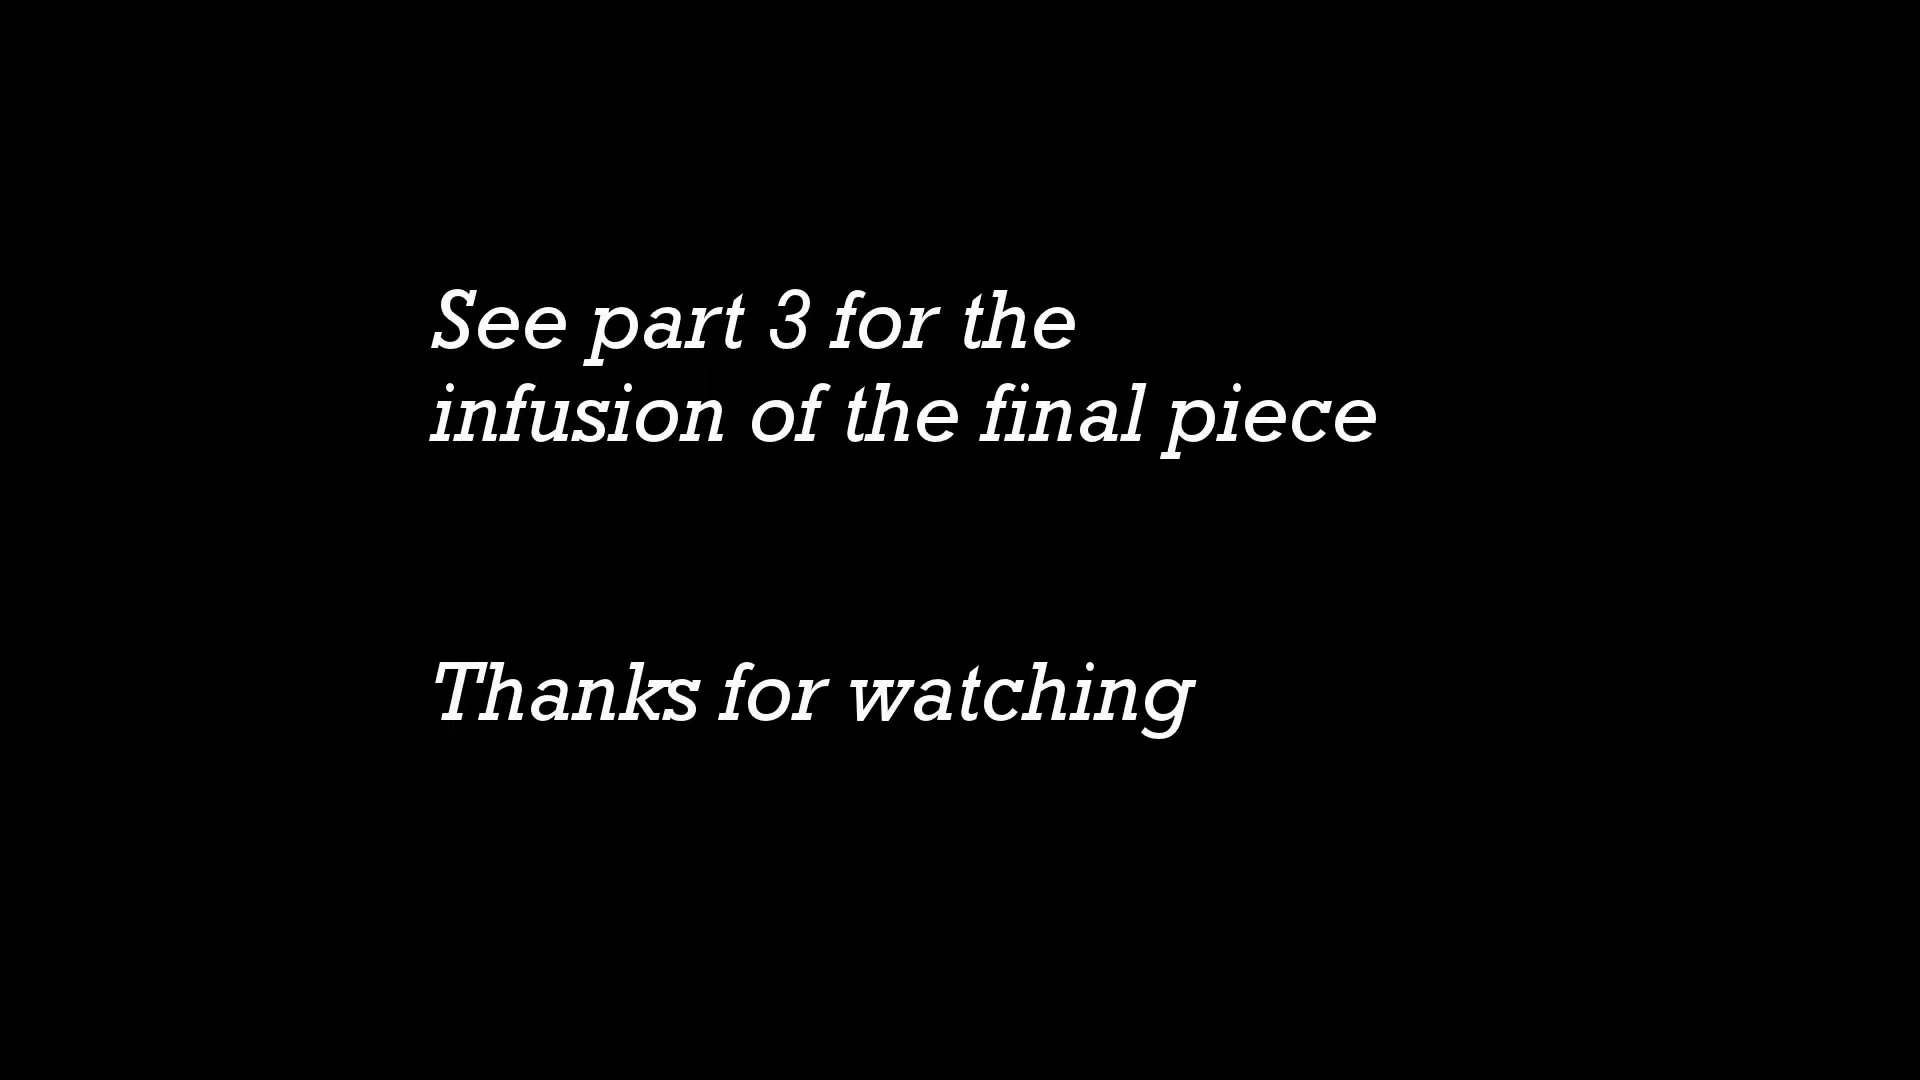 See part 3 for the
infusion of the final piece
Thanks for watching